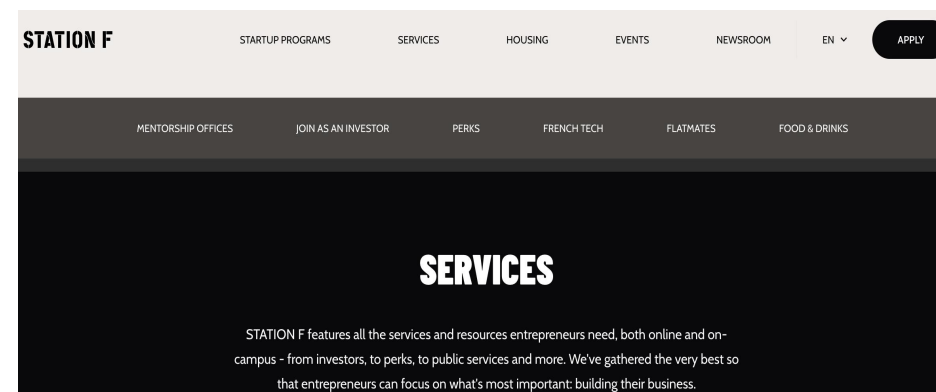 STATION F STARTUP PROGRAMS SERVICES HOUSING EVENTS NEWSROOM EN APPLY
MENTORSHIP OFFICES JOIN AS AN INVESTOR PERKS FRENCH TECH FLATMATES FOOD & DRINKS
SERVICES
STATION F features all the services and resources entrepreneurs need, both online and on-
campus - from investors, to perks, to public services and more. We've gathered the very best so
that entrepreneurs can focus on what's most important: building their business.